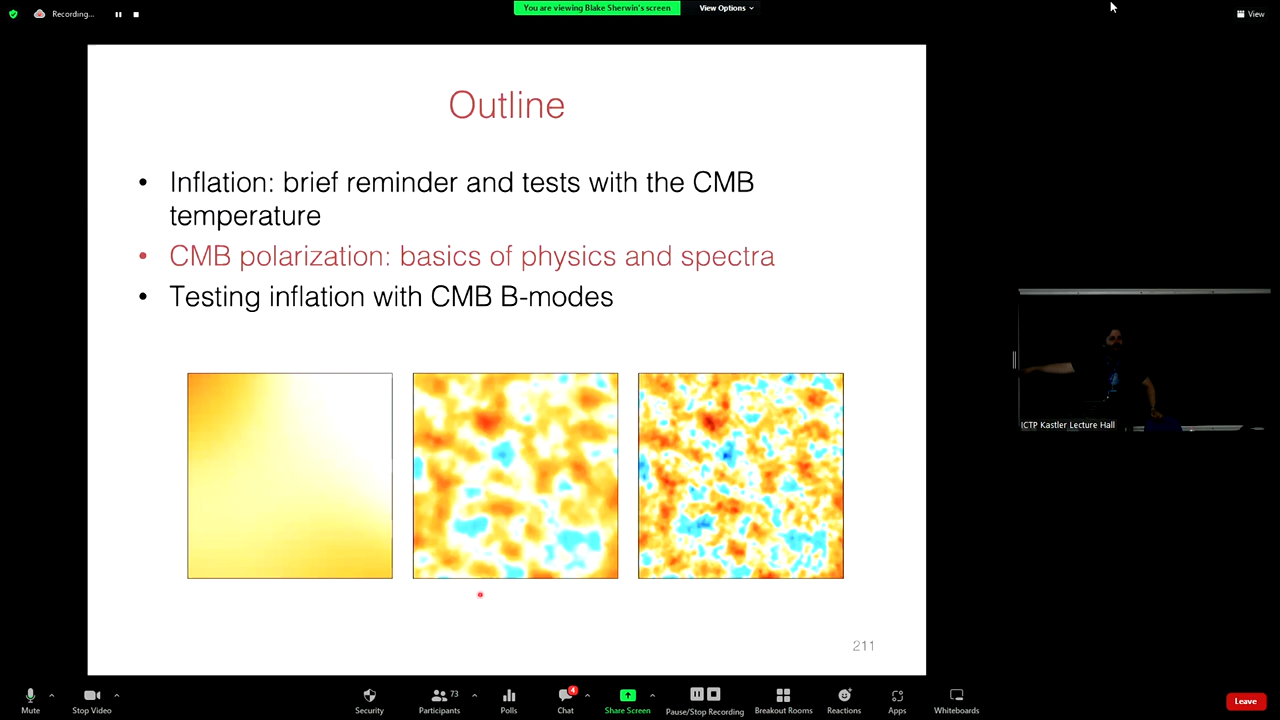 Recording...
You are viewing Blake Sherwin's screen
View Options
View
Outline
• Inflation: brief reminder and tests with the CMB
temperature
• CMB polarization: basics of physics and spectra
• Testing inflation with CMB B-modes
ICTP Kastler Lecture Hall
211
Mute
Stop Video
Security
73
Participants
Polls
4
Chat
Share Screen
Pause/Stop Recording
Breakout Rooms
Reactions
Apps
Whiteboards
Leave